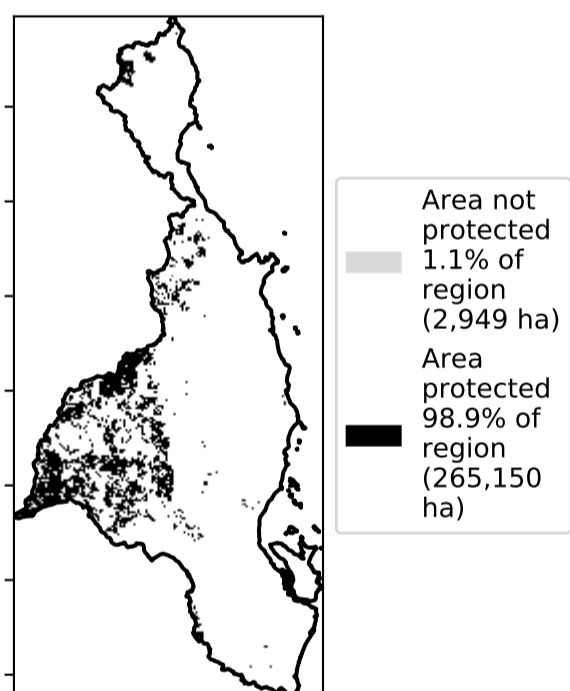 Area not
protected
1.1% of
region
(2,949 ha)
Area
protected
98.9% of
region
(265,150
ha)